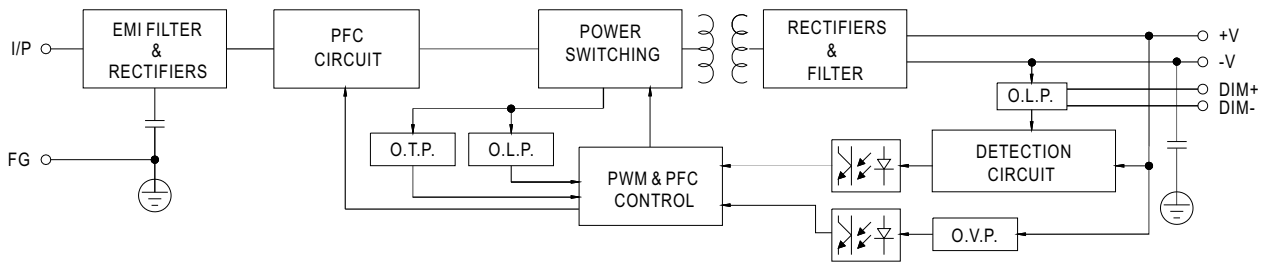 I/P
EMI FILTER
&
RECTIFIERS
PFC
CIRCUIT
POWER
SWITCHING
RECTIFIERS
&
FILTER
+V
-V
DIM+
DIM-
O.L.P.
FG
O.T.P.
O.L.P.
PWM & PFC
CONTROL
DETECTION
CIRCUIT
O.V.P.